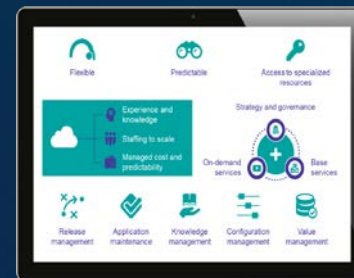 Flexible
Predictable
Access to specialized
resources
Experience and
knowledge
Staffing to scale
Managed cost and
predictability
Strategy and governance
On-demand
services
Base
services
Release
management
Application
maintenance
Knowledge
management
Configuration
management
Value
management